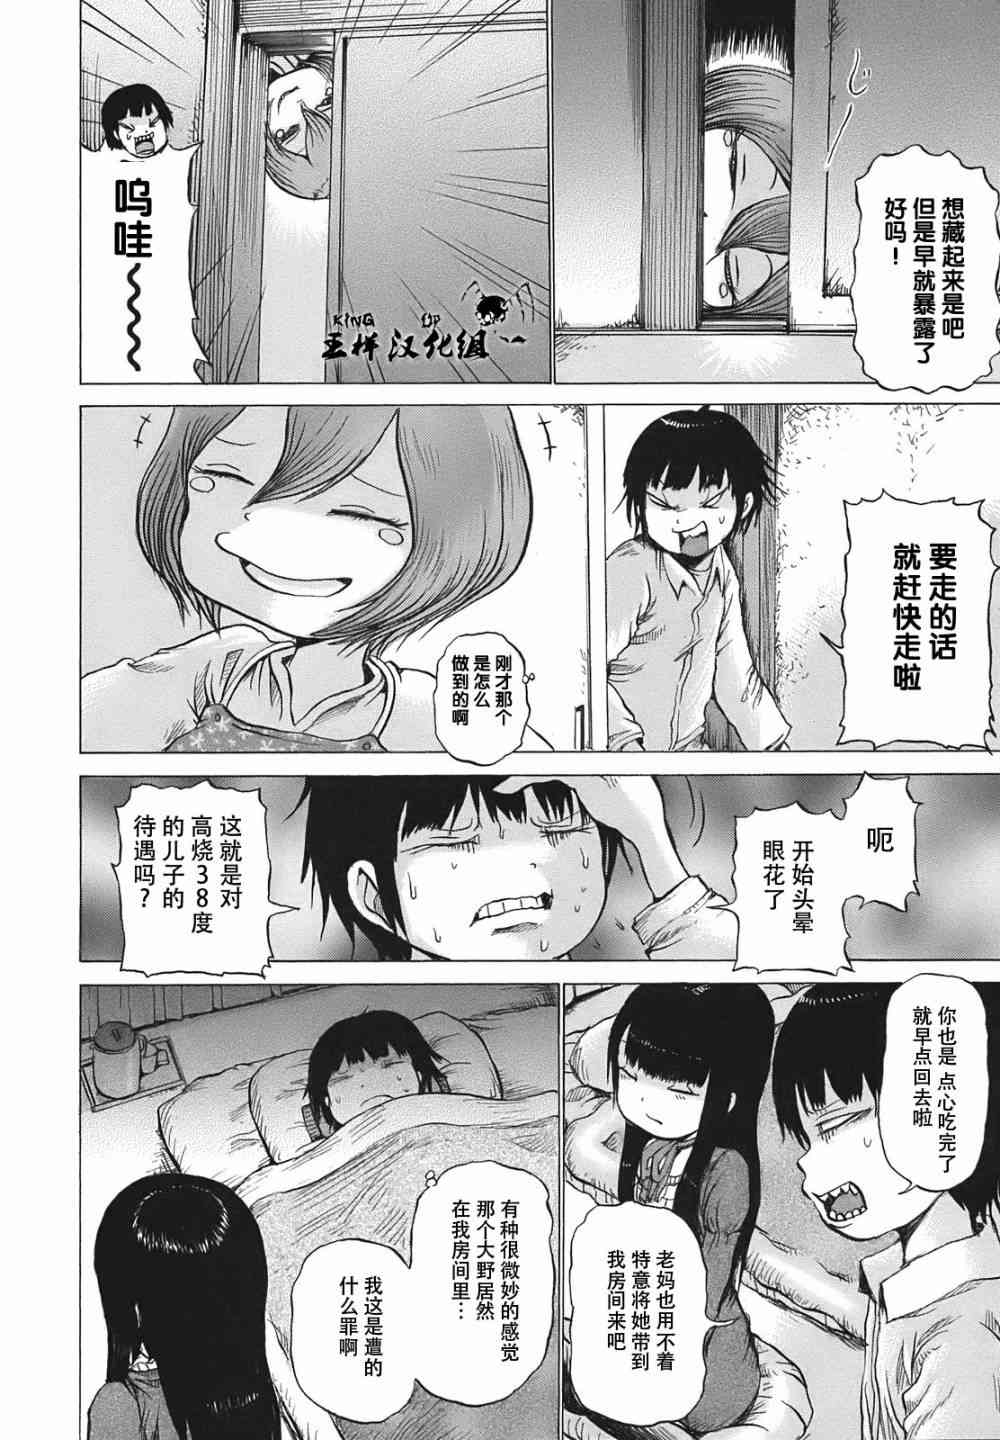 想藏起来是吧
但是早就暴露了
好吗！
じー
呜哇
KING OF
王样汉化组
要走的话
就赶快走啦
刚才那个
是怎么
做到的啊
呃
开始头晕
眼花了
这就是对
高烧38度
的儿子的
待遇吗？
你也是点心吃完了
就早点回去啦
老妈也用不着
特意将她带到
我房间来吧
有种很微妙的感觉
那个大野居然
在我房间里…
我这是遭的
什么罪啊